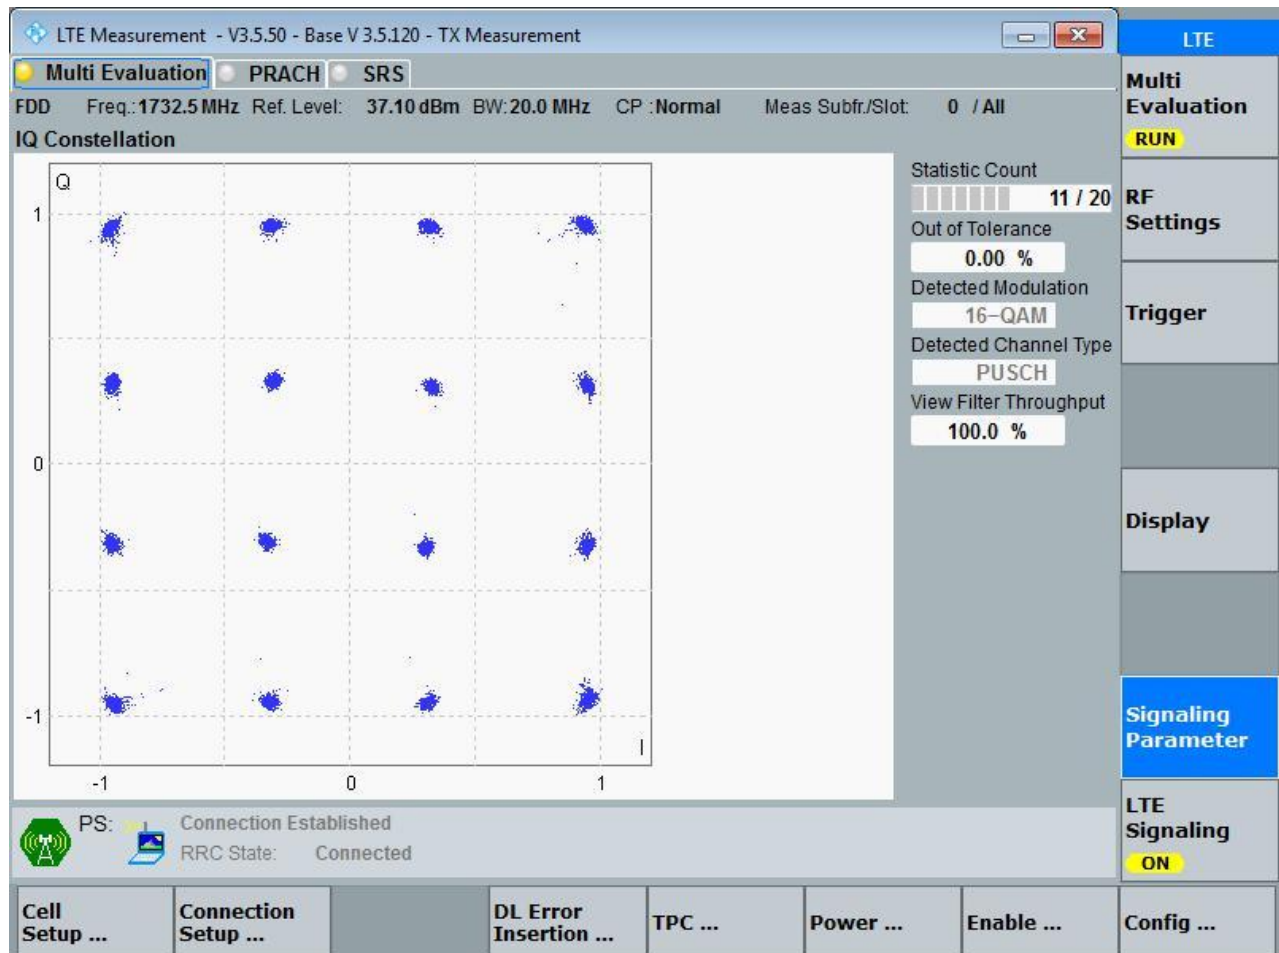 LTE Measurement - V3.5.50 - Base V 3.5.120 - TX Measurement
LTE
Multi Evaluation PRACH SRS
FDD Freq.: 1732.5 MHz Ref. Level: 37.10 dBm BW: 20.0 MHz CP : Normal Meas Subfr./Slot: 0 / All
IQ Constellation
Q
1
0
-1
I
-1 0 1
Statistic Count
11 / 20
Out of Tolerance
0.00 %
Detected Modulation
16-QAM
Detected Channel Type
PUSCH
View Filter Throughput
100.0 %
Multi
Evaluation
RUN
RF
Settings
Trigger
Display
Signaling
Parameter
LTE
Signaling
ON
PS: Connection Established
RRC State: Connected
Cell
Setup ...
Connection
Setup ...
DL Error
Insertion ...
TPC ...
Power ...
Enable ...
Config ...